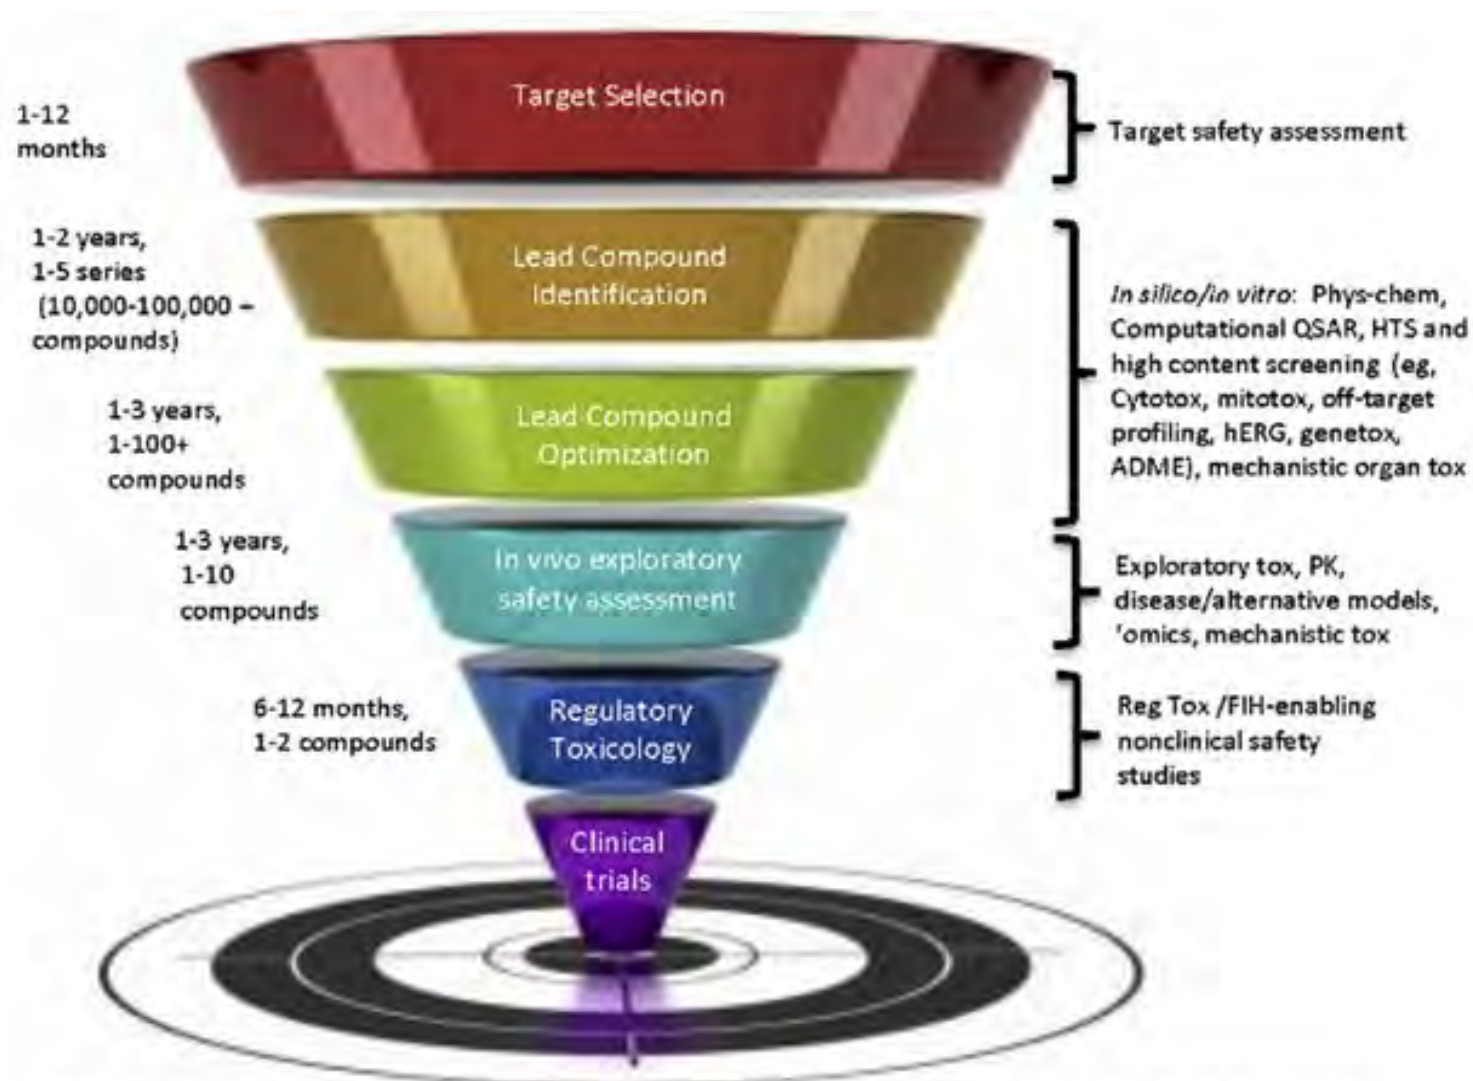 Target Selection
1-12
months
Target safety assessment
1-2 years,
1-5 series
(10,000-100,000 –
compounds)
Lead Compound
Identification
In silico/in vitro: Phys-chem,
Computational QSAR, HTS and
high content screening (eg,
Cytotox, mitotox, off-target
profiling, hERG, genetox,
ADME), mechanistic organ tox
1-3 years,
1-100+
compounds
Lead Compound
Optimization
1-3 years,
1-10
compounds
In vivo exploratory
safety assessment
Exploratory tox, PK,
disease/alternative models,
'omics, mechanistic tox
6-12 months,
1-2 compounds
Regulatory
Toxicology
Reg Tox /FIH-enabling
nonclinical safety
studies
Clinical
trials